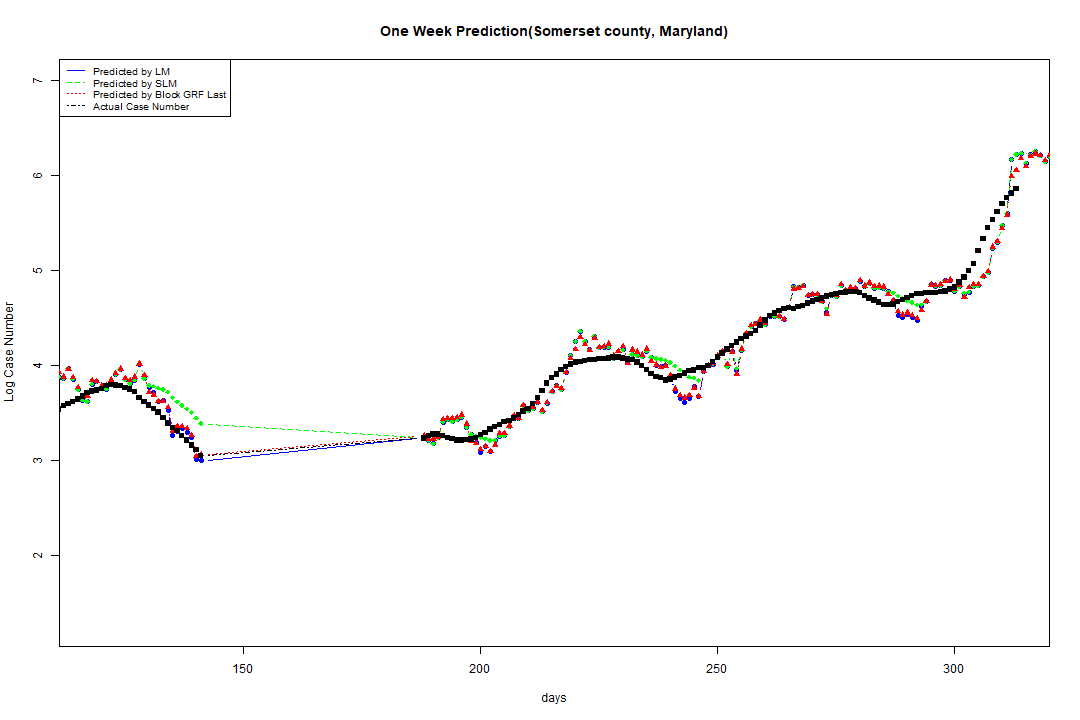 One Week Prediction(Somerset county, Maryland)
Predicted by LM
Predicted by SLM
Predicted by Block GRF Last
Actual Case Number
7
6
5
4
3
2
Log Case Number
150 200 250 300
days